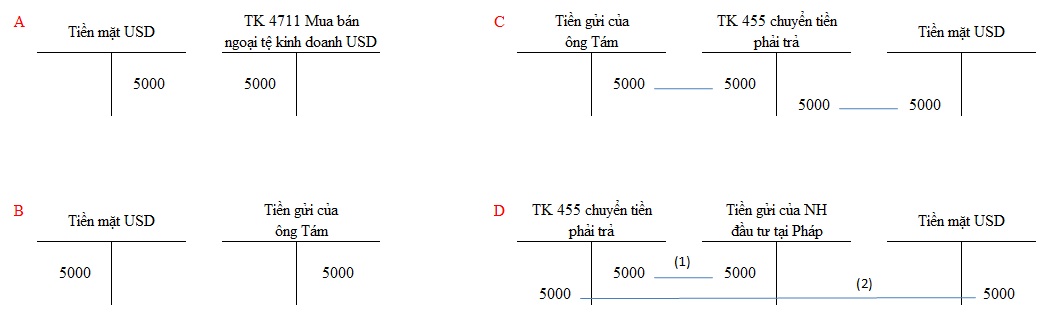 A
Tiền mặt USD
TK 4711 Mua bán
ngoại tệ kinh doanh USD
5000
5000
C
Tiền gửi của
ông Tám
TK 455 chuyển tiền
phải trả
Tiền mặt USD
5000
5000
5000
5000
B
Tiền mặt USD
Tiền gửi của
ông Tám
5000
5000
D
TK 455 chuyển tiền
phải trả
Tiền gửi của NH
đầu tư tại Pháp
Tiền mặt USD
5000
(1)
5000
5000
(2)
5000